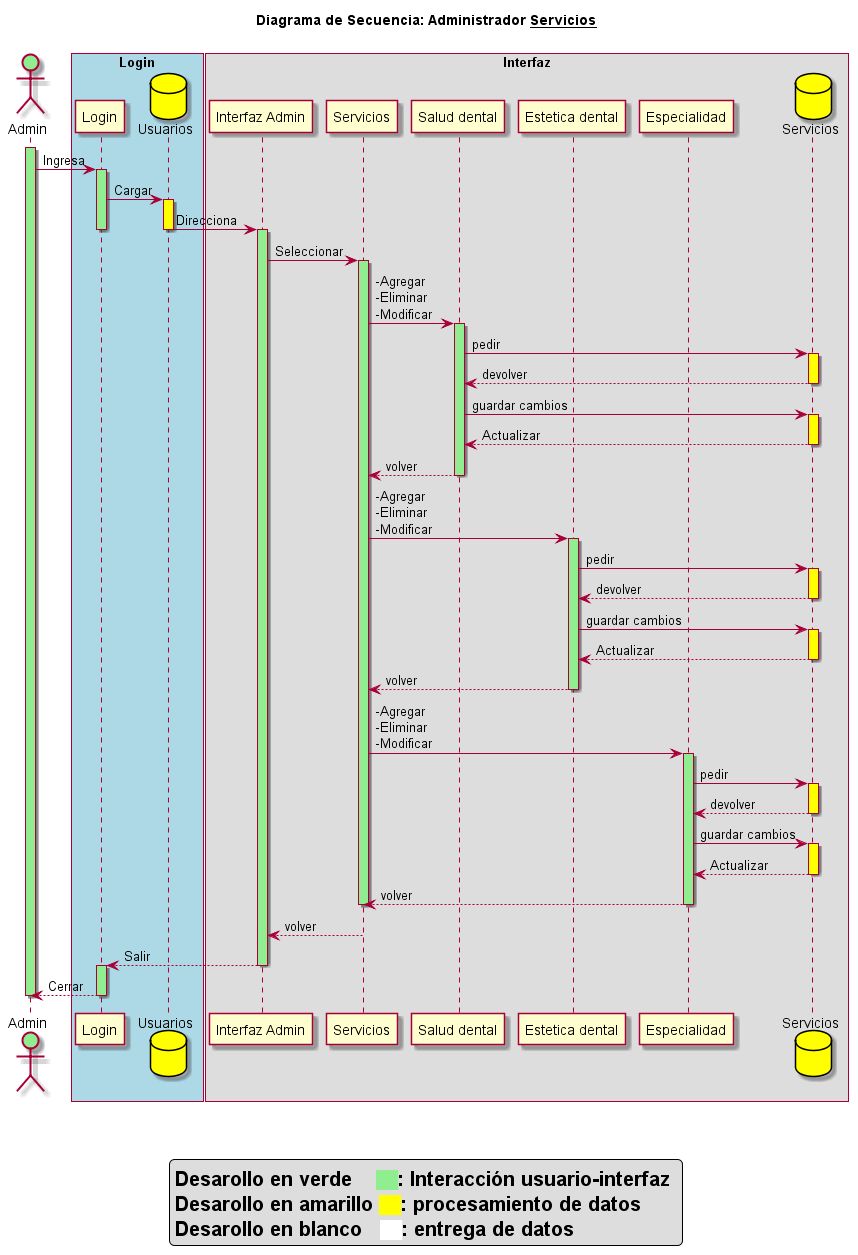 Diagrama de Secuencia: Administrador Servicios
Login
Interfaz
Admin
Login
Usuarios
Interfaz Admin
Servicios
Salud dental
Estetica dental
Especialidad
Servicios
Ingresa
Cargar
Direcciona
Seleccionar
-Agregar
-Eliminar
-Modificar
pedir
devolver
guardar cambios
Actualizar
volver
-Agregar
-Eliminar
-Modificar
pedir
devolver
guardar cambios
Actualizar
volver
-Agregar
-Eliminar
-Modificar
pedir
devolver
guardar cambios
Actualizar
volver
volver
Salir
Cerrar
Admin
Login
Usuarios
Interfaz Admin
Servicios
Salud dental
Estetica dental
Especialidad
Servicios
Desarollo en verde : Interacción usuario-interfaz
Desarollo en amarillo : procesamiento de datos
Desarollo en blanco : entrega de datos